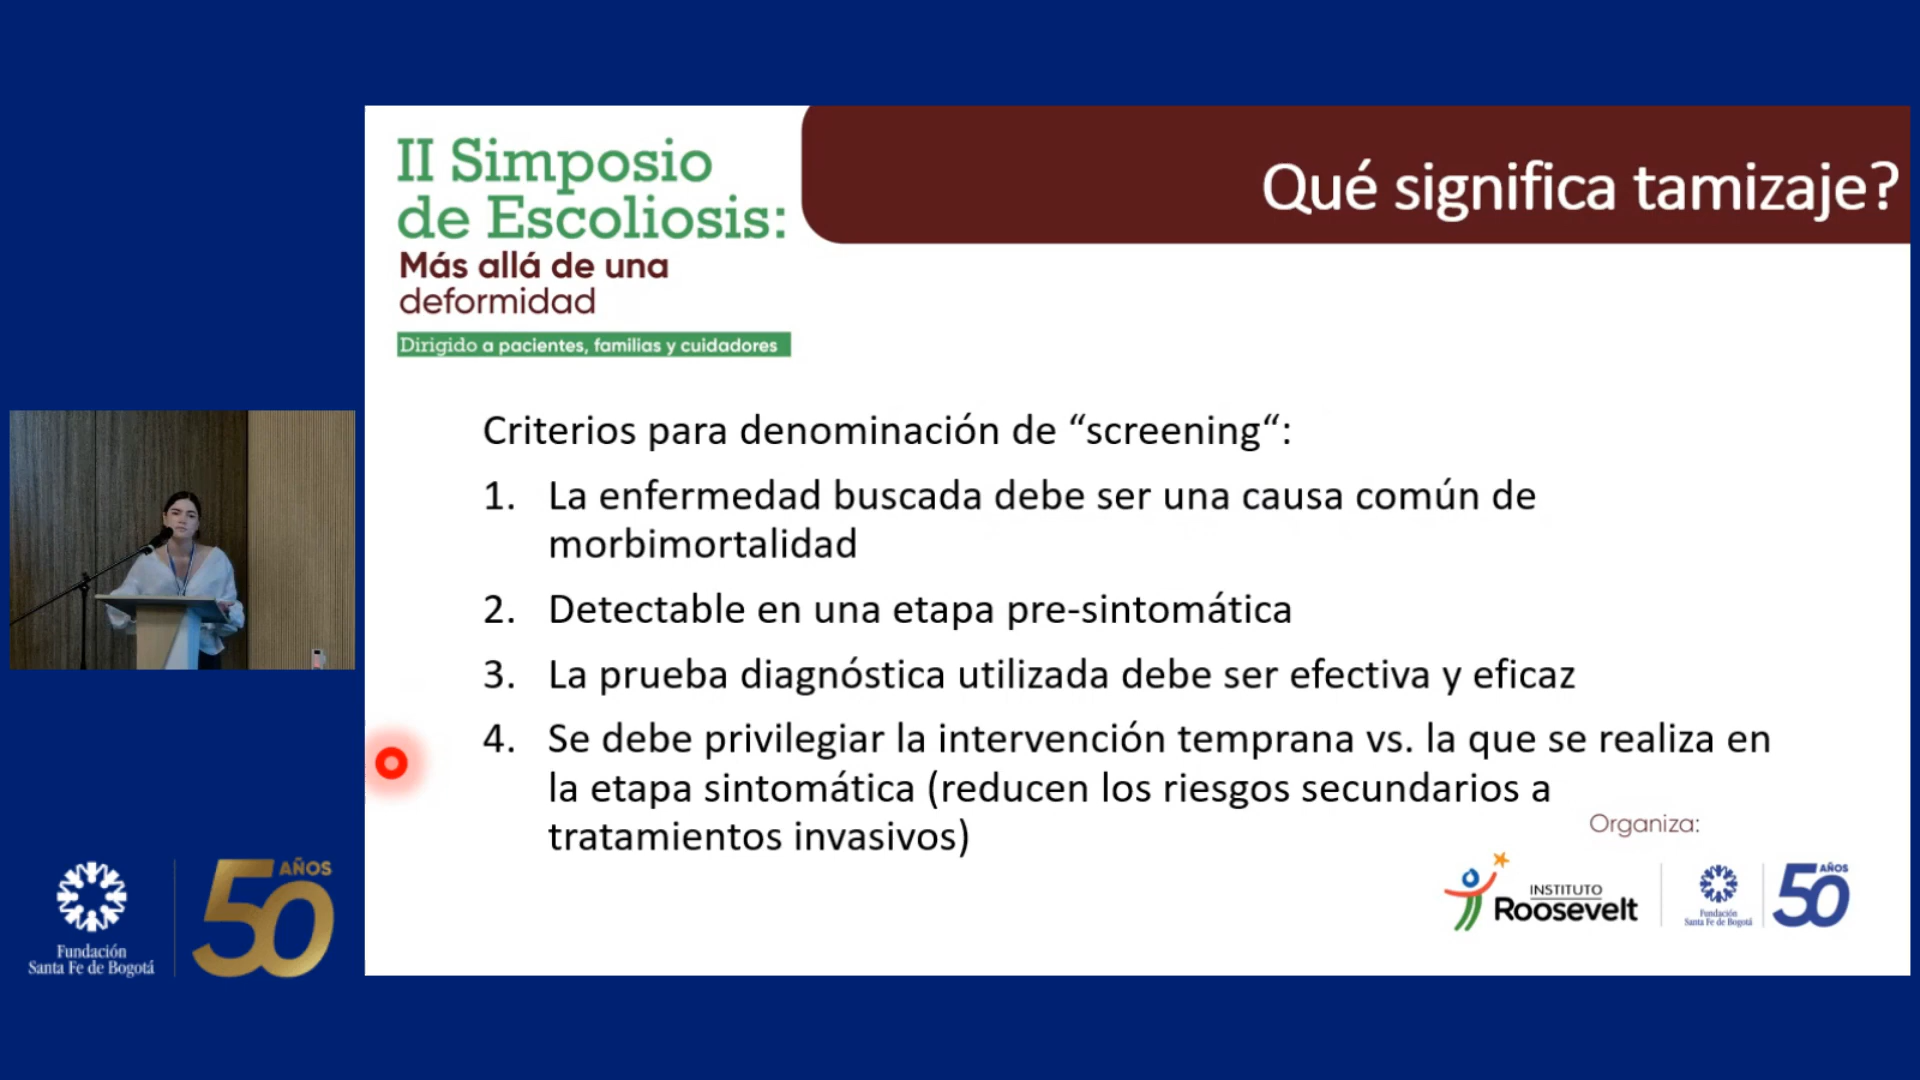 II Simposio
de Escoliosis:
Más allá de una
deformidad
Dirigido a pacientes, familias y cuidadores
Qué significa tamizaje?
Criterios para denominación de “screening“:
1. La enfermedad buscada debe ser una causa común de
morbimortalidad
2. Detectable en una etapa pre-sintomática
3. La prueba diagnóstica utilizada debe ser efectiva y eficaz
4. Se debe privilegiar la intervención temprana vs. la que se realiza en
la etapa sintomática (reducen los riesgos secundarios a
tratamientos invasivos)
Organiza:
INSTITUTO
Roosevelt
Fundación
Santa Fe de Bogotá
50 AÑOS
Fundación
Santa Fe de Bogotá
50 AÑOS